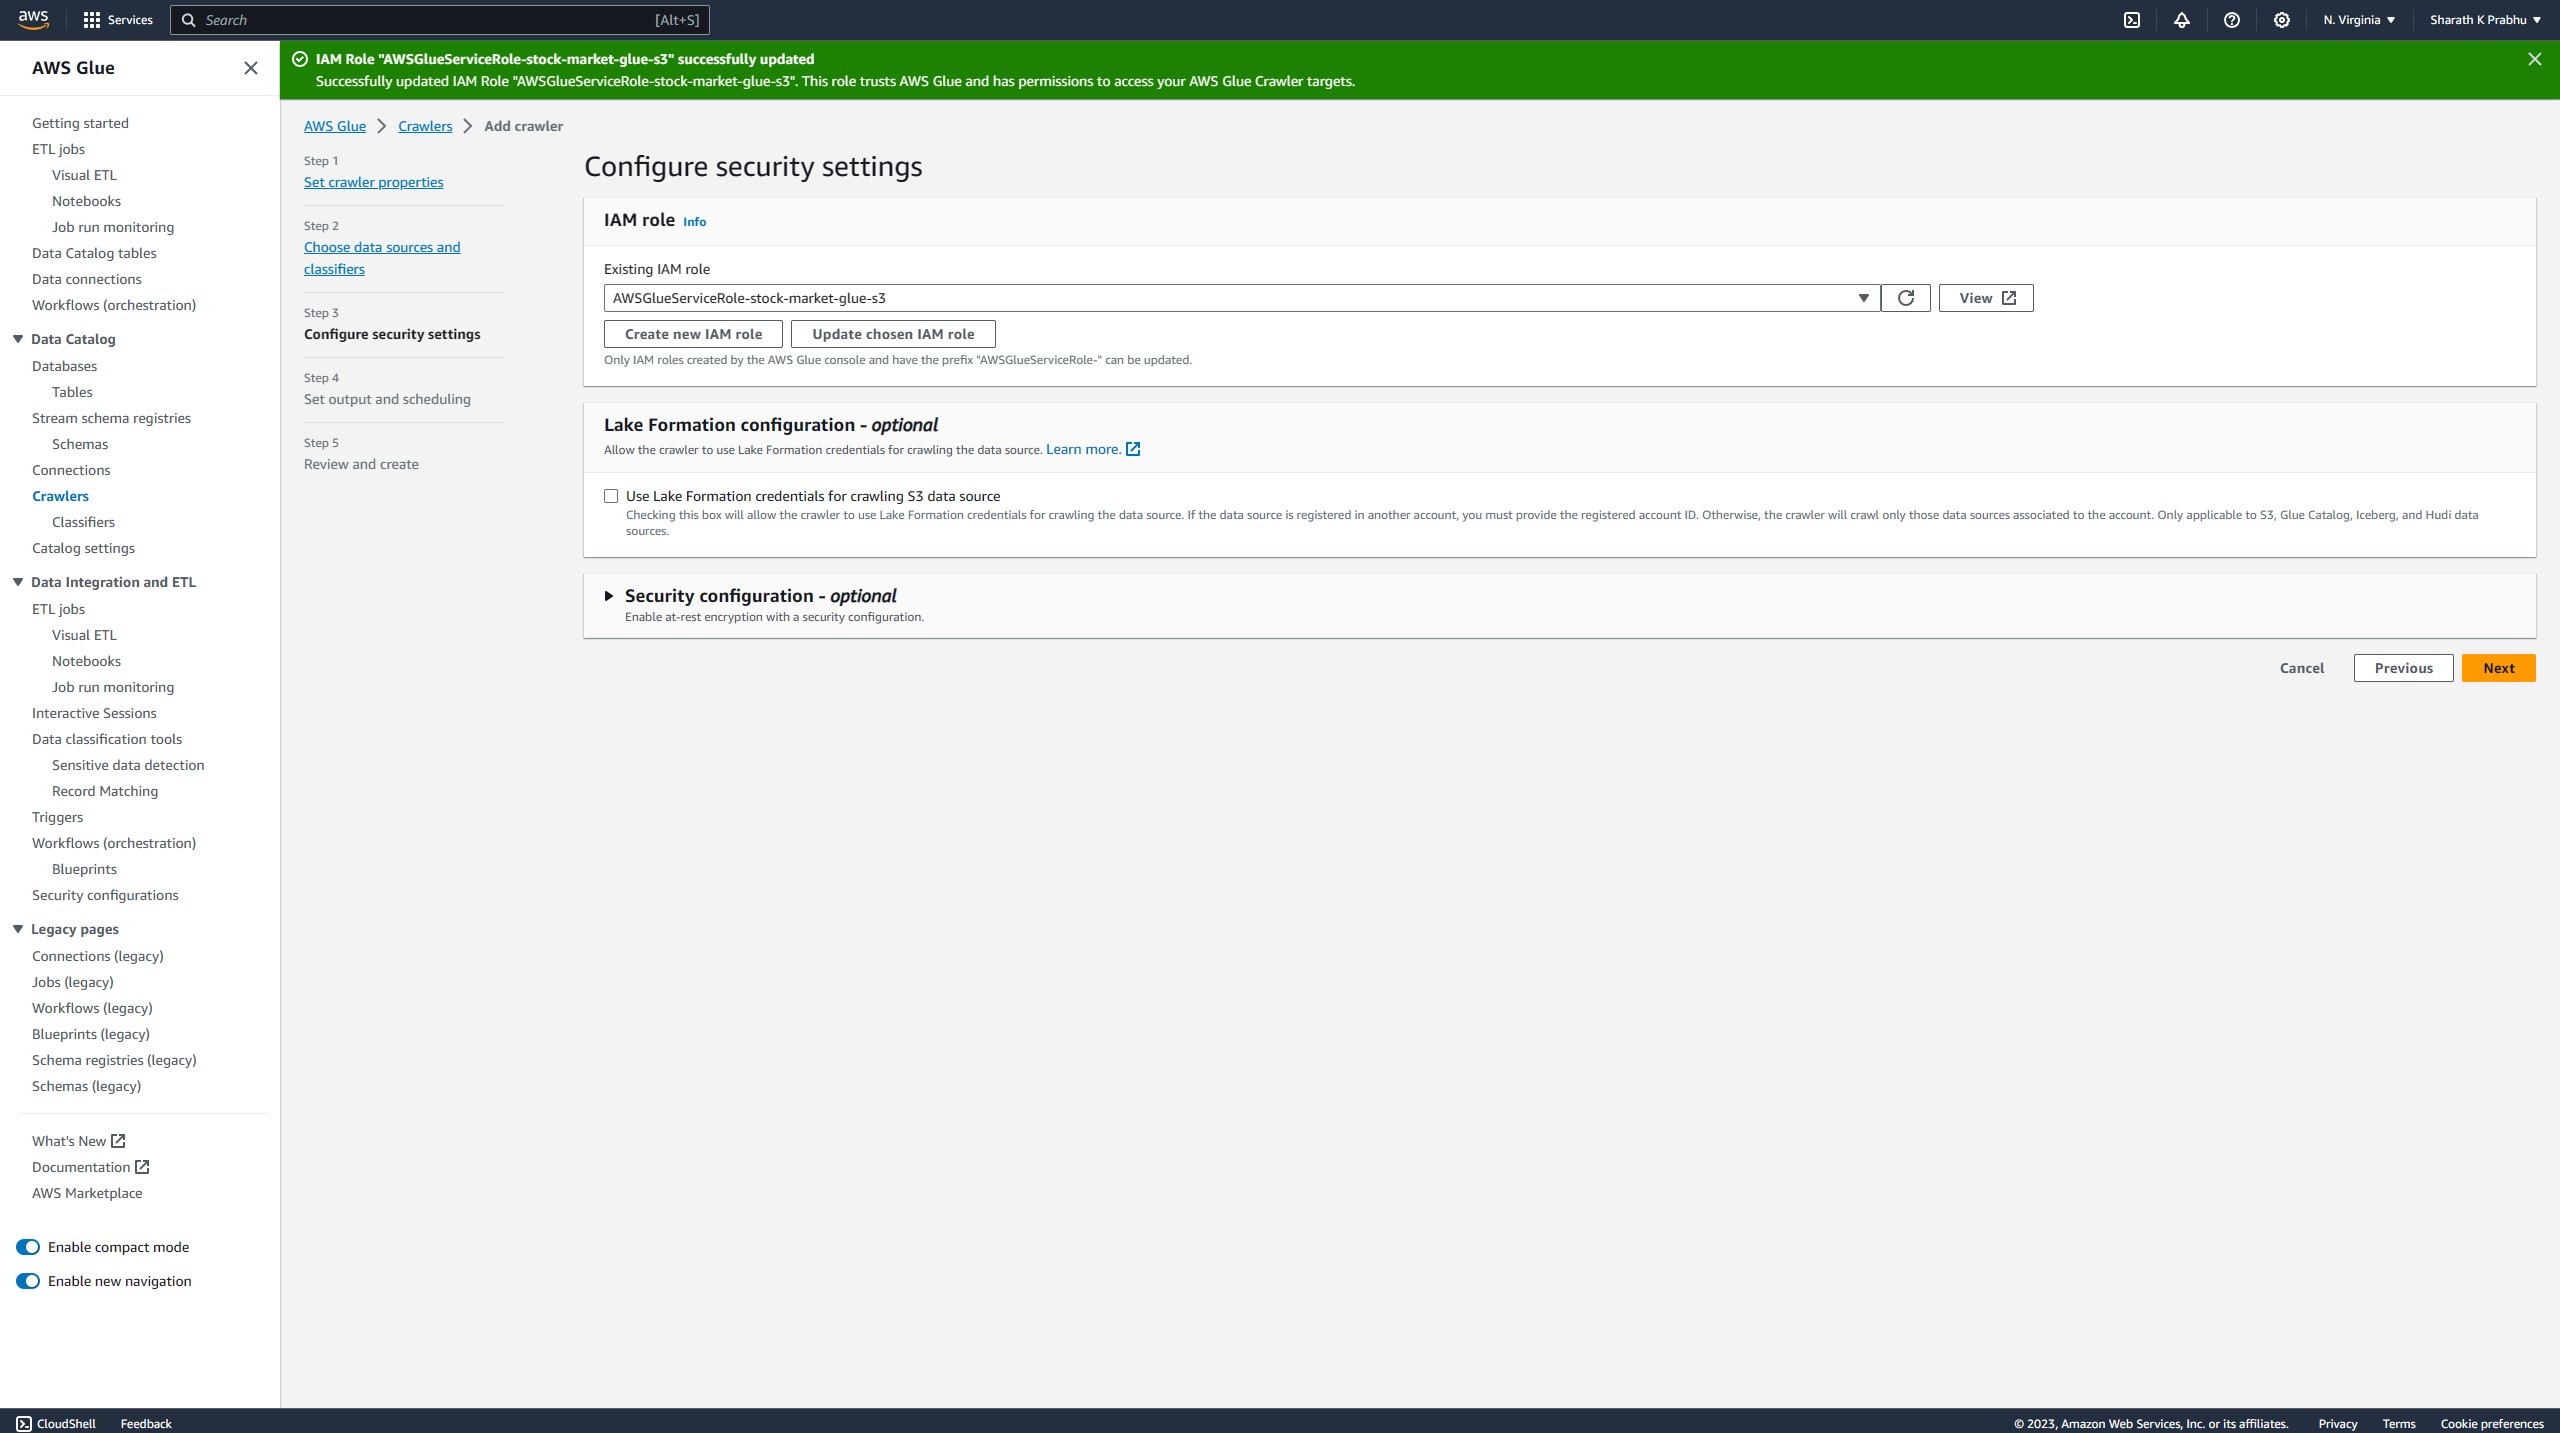 aws
Services
Search
[Alt+S]
N. Virginia
Sharath K Prabhu
AWS Glue
Getting started
ETL jobs
Visual ETL
Notebooks
Job run monitoring
Data Catalog tables
Data connections
Workflows (orchestration)
Data Catalog
Databases
Tables
Stream schema registries
Schemas
Connections
Crawlers
Classifiers
Catalog settings
Data Integration and ETL
ETL jobs
Visual ETL
Notebooks
Job run monitoring
Interactive Sessions
Data classification tools
Sensitive data detection
Record Matching
Triggers
Workflows (orchestration)
Blueprints
Security configurations
Legacy pages
Connections (legacy)
Jobs (legacy)
Workflows (legacy)
Blueprints (legacy)
Schema registries (legacy)
Schemas (legacy)
What's New
Documentation
AWS Marketplace
Enable compact mode
Enable new navigation
IAM Role "AWSGlueServiceRole-stock-market-glue-s3" successfully updated
Successfully updated IAM Role "AWSGlueServiceRole-stock-market-glue-s3". This role trusts AWS Glue and has permissions to access your AWS Glue Crawler targets.
AWS Glue
Crawlers
Add crawler
Step 1
Set crawler properties
Step 2
Choose data sources and
classifiers
Step 3
Configure security settings
Step 4
Set output and scheduling
Step 5
Review and create
Configure security settings
IAM role Info
Existing IAM role
AWSGlueServiceRole-stock-market-glue-s3
View
Create new IAM role
Update chosen IAM role
Only IAM roles created by the AWS Glue console and have the prefix "AWSGlueServiceRole-" can be updated.
Lake Formation configuration - optional
Allow the crawler to use Lake Formation credentials for crawling the data source. Learn more.
Use Lake Formation credentials for crawling S3 data source
Checking this box will allow the crawler to use Lake Formation credentials for crawling the data source. If the data source is registered in another account, you must provide the registered account ID. Otherwise, the crawler will crawl only those data sources associated to the account. Only applicable to S3, Glue Catalog, Iceberg, and Hudi data
sources.
Security configuration - optional
Enable at-rest encryption with a security configuration.
Cancel
Previous
Next
CloudShell
Feedback
© 2023, Amazon Web Services, Inc. or its affiliates.
Privacy
Terms
Cookie preferences